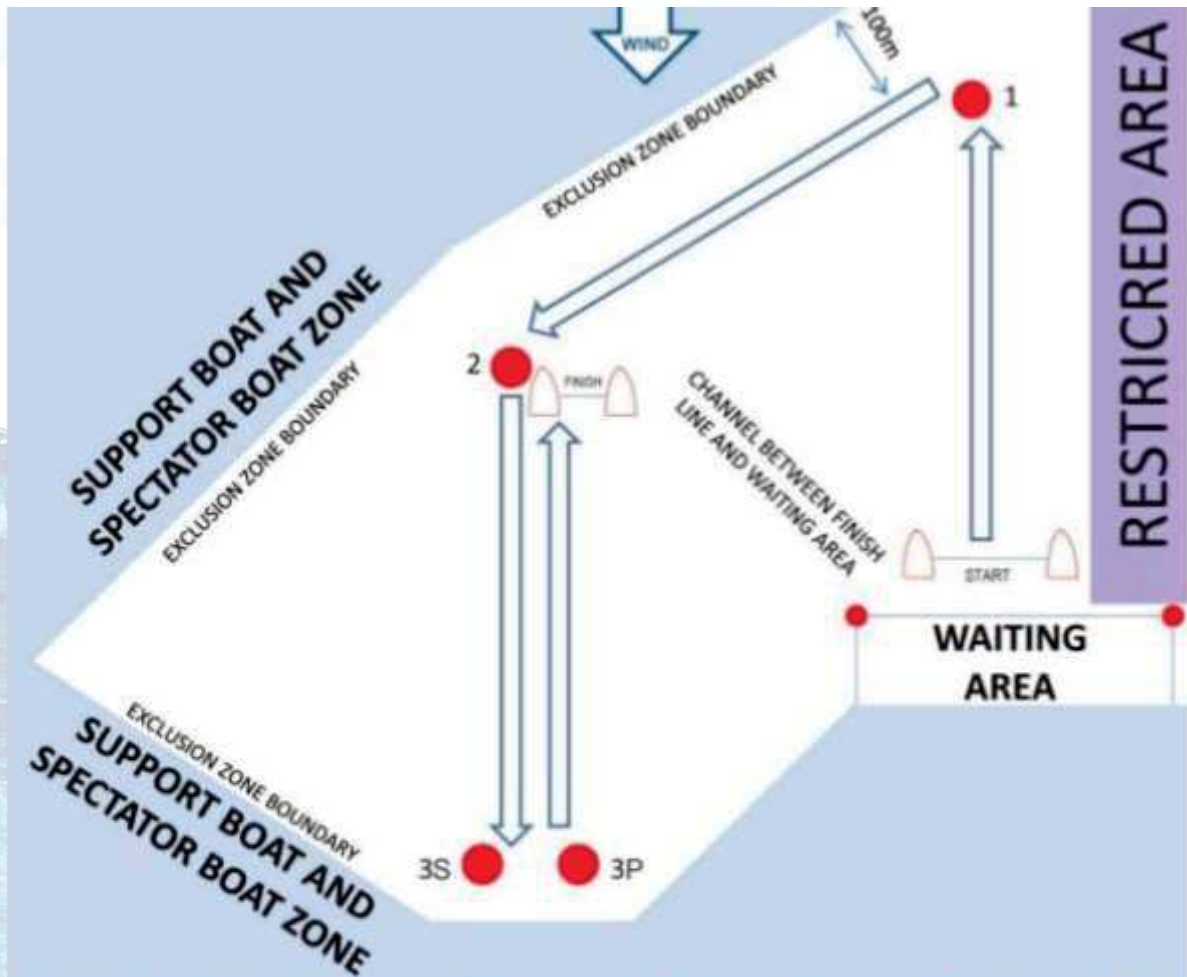 WIND
100m
1
EXCLUSION ZONE BOUNDARY
RESTRICRED AREA
SUPPORT BOAT AND
SPECTATOR BOAT ZONE
EXCLUSION ZONE BOUNDARY
2
FINISH
CHANNEL BETWEEN FINISH
LINE AND WAITING AREA
START
WAITING
AREA
EXCLUSION ZONE BOUNDARY
SUPPORT BOAT AND
SPECTATOR BOAT ZONE
3S
3P